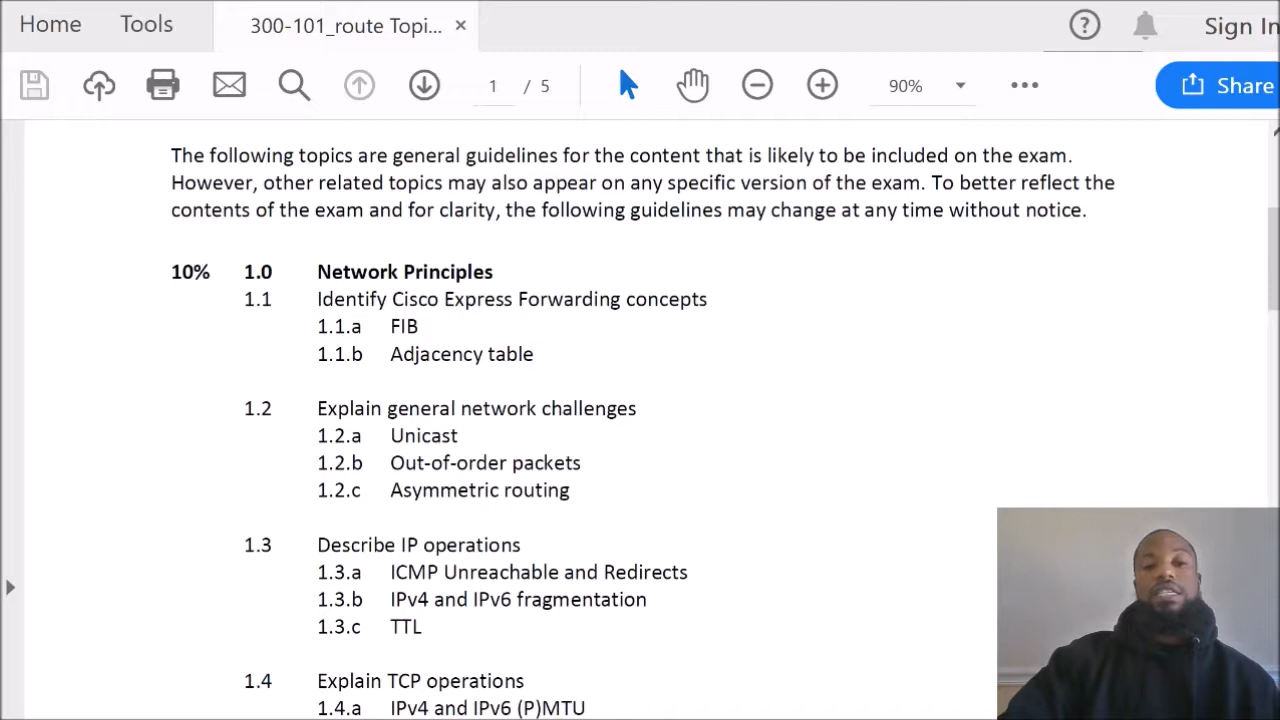 Home Tools 300-101_route Topi... × Sign In
1 / 5 90% Share
The following topics are general guidelines for the content that is likely to be included on the exam.
However, other related topics may also appear on any specific version of the exam. To better reflect the
contents of the exam and for clarity, the following guidelines may change at any time without notice.
10% 1.0 Network Principles
1.1 Identify Cisco Express Forwarding concepts
1.1.a FIB
1.1.b Adjacency table
1.2 Explain general network challenges
1.2.a Unicast
1.2.b Out-of-order packets
1.2.c Asymmetric routing
1.3 Describe IP operations
1.3.a ICMP Unreachable and Redirects
1.3.b IPv4 and IPv6 fragmentation
1.3.c TTL
1.4 Explain TCP operations
1.4.a IPv4 and IPv6 (P)MTU